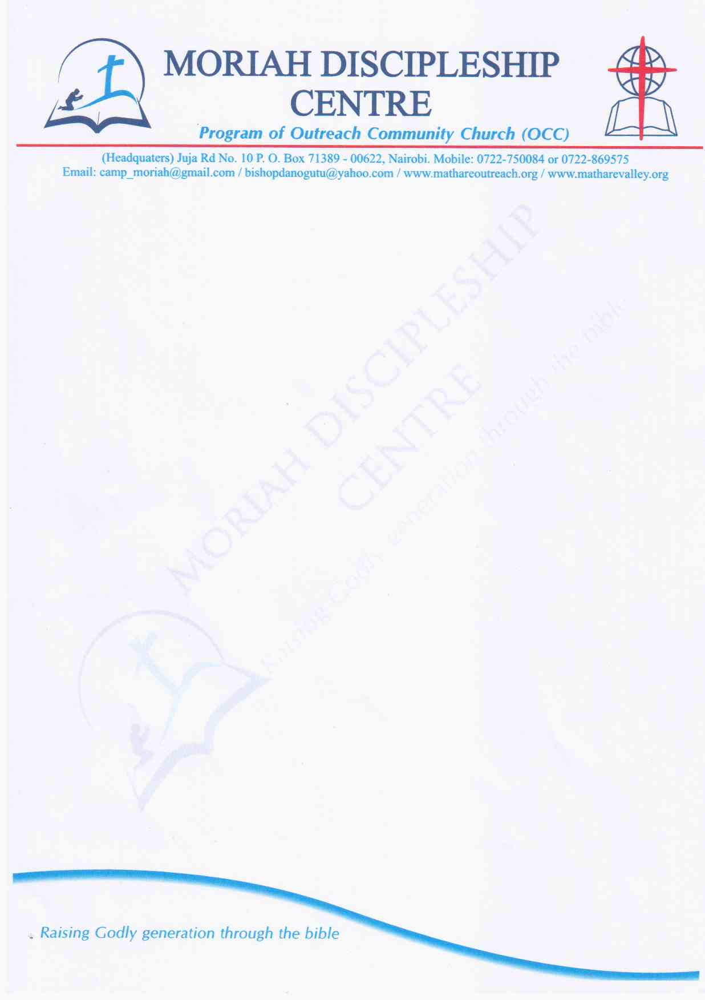 MORIAH DISCIPLESHIP
CENTRE
Program of Outreach Community Church (OCC)
(Headquaters) Juja Rd No. 10 P. O. Box 71389 - 00622, Nairobi. Mobile: 0722-750084 or 0722-869575
Email: camp_moriah@gmail.com / bishopdanogutu@yahoo.com / www.mathareoutreach.org / www.matharevalley.org
MORIAH DISCIPLESHIP
CENTRE
Raising Godly generation through the bible
Raising Godly generation through the bible